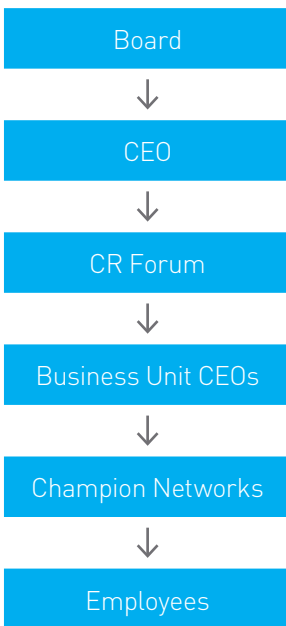 Board
CEO
CR Forum
Business Unit CEOs
Champion Networks
Employees